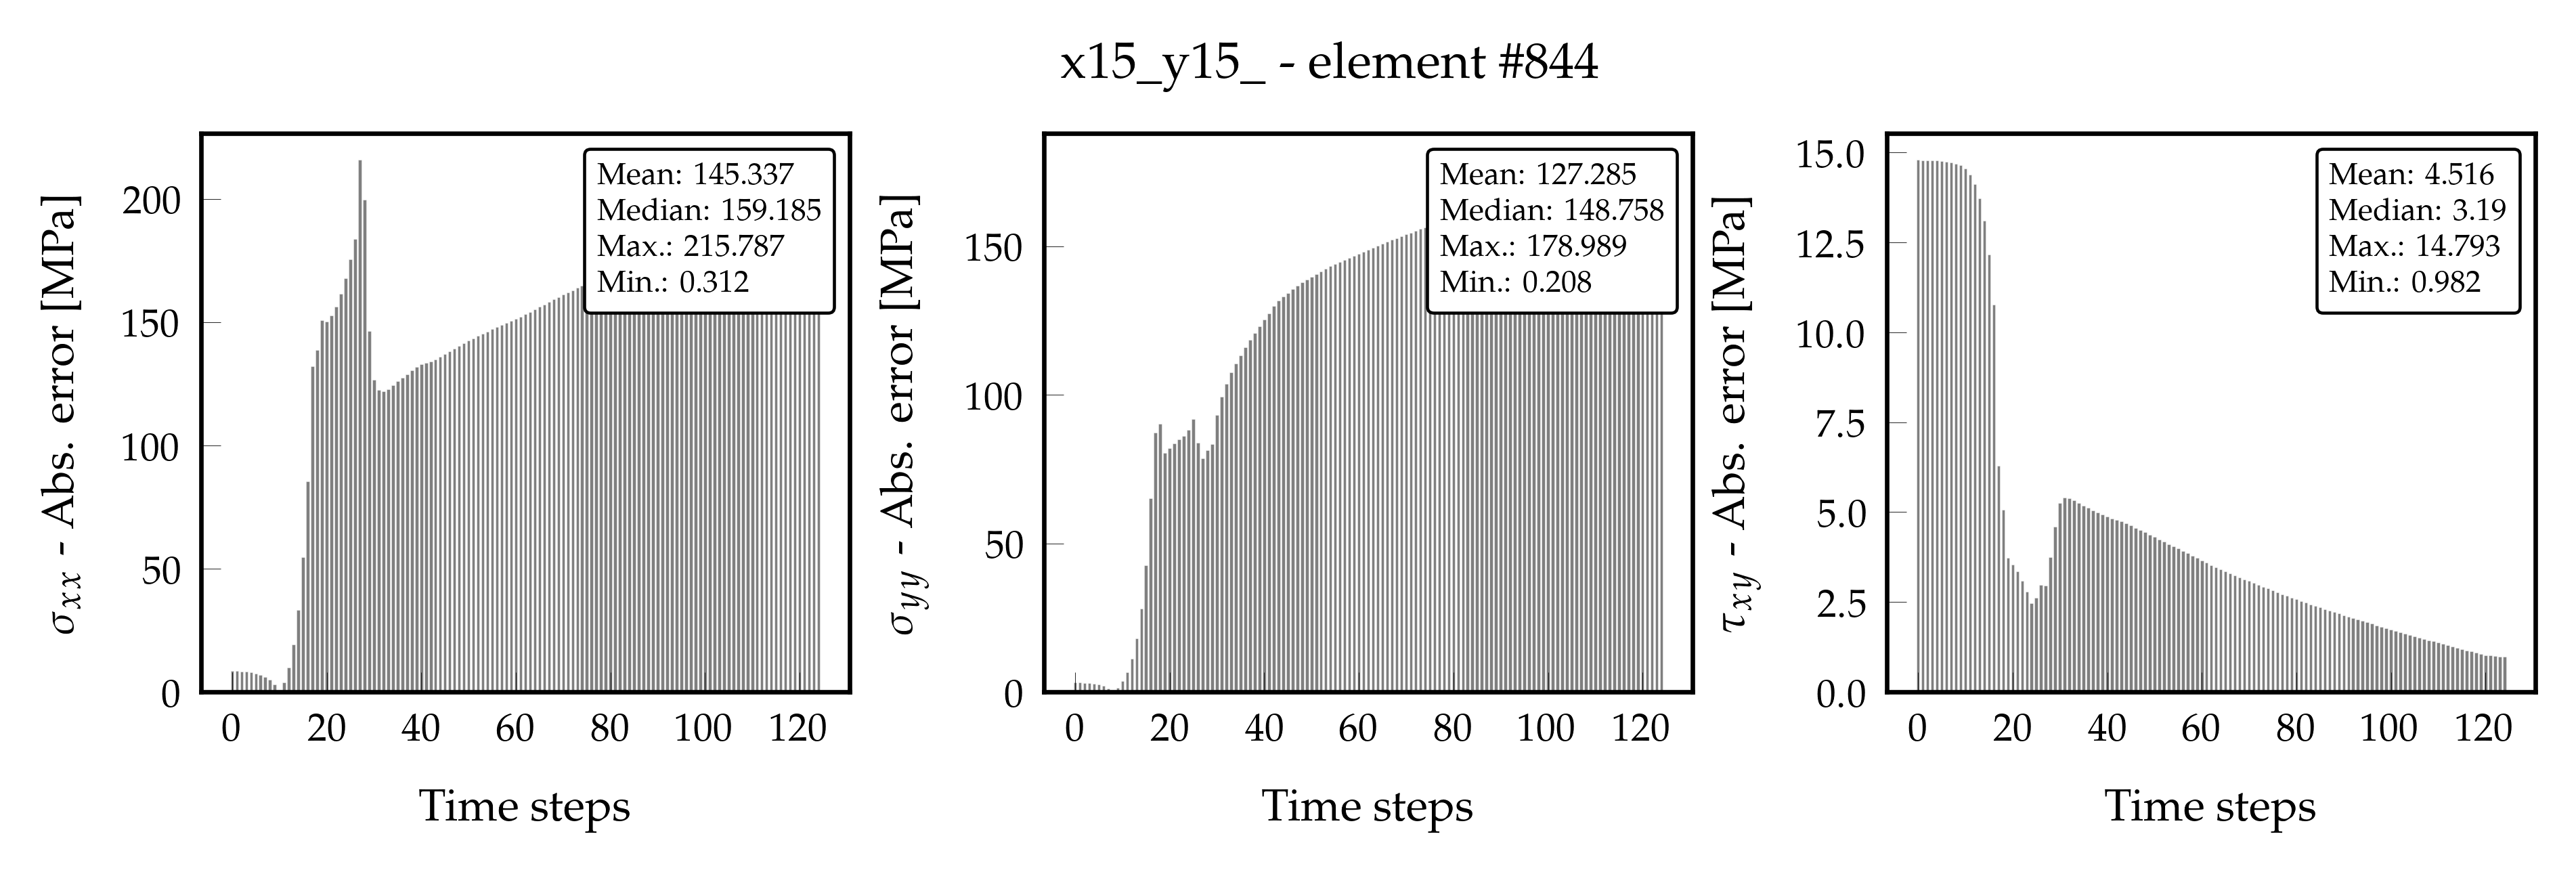 x15_y15_ - element #844
σxx - Abs. error [MPa]
200
150
100
50
0
0 20 40 60 80 100 120
Time steps
Mean: 145.337
Median: 159.185
Max.: 215.787
Min.: 0.312
σyy - Abs. error [MPa]
150
100
50
0
0 20 40 60 80 100 120
Time steps
Mean: 127.285
Median: 148.758
Max.: 178.989
Min.: 0.208
τxy - Abs. error [MPa]
15.0
12.5
10.0
7.5
5.0
2.5
0.0
0 20 40 60 80 100 120
Time steps
Mean: 4.516
Median: 3.19
Max.: 14.793
Min.: 0.982